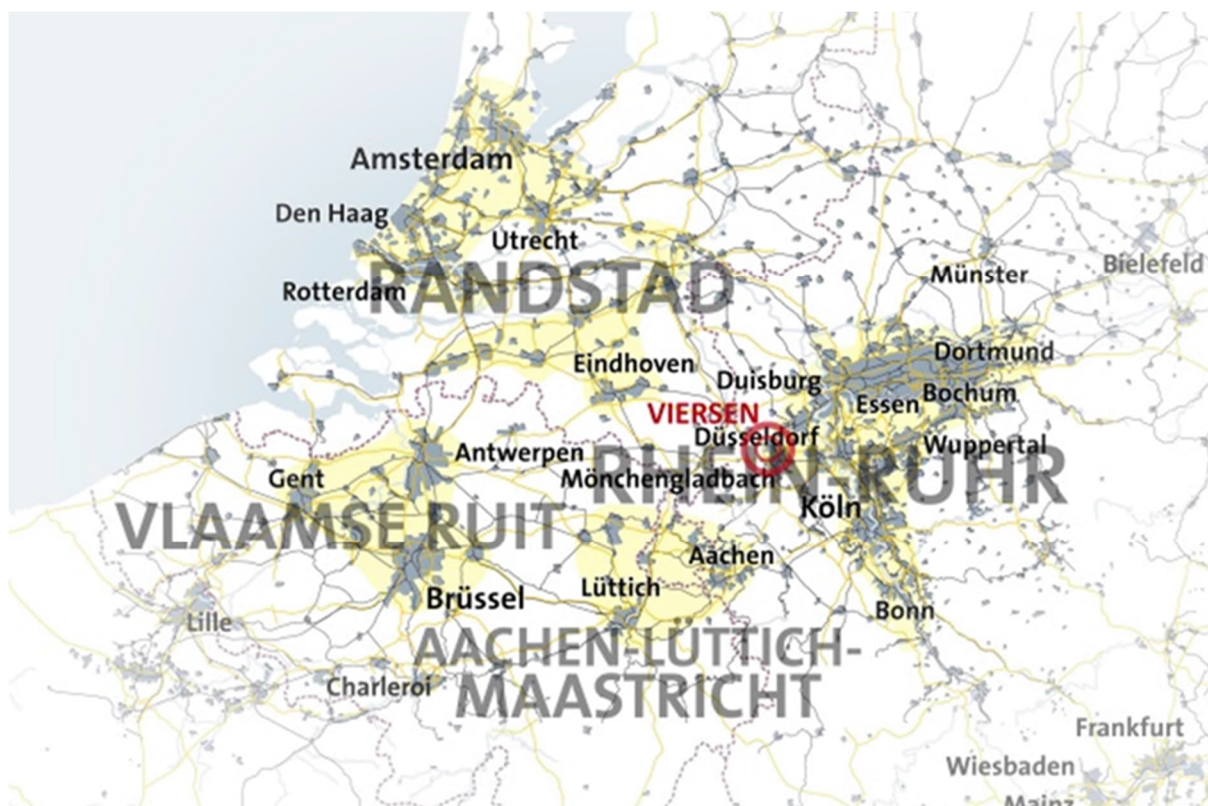 Amsterdam
Den Haag
Utrecht
RANDSTAD
Rotterdam
Münster
Bielefeld
Eindhoven
Dortmund
Duisburg
Essen
Bochum
VIERSEN
Düsseldorf
Wuppertal
Antwerpen
Mönchengladbach
RHEIN-RUHR
Gent
VLAAMSE RUIT
Köln
Aachen
Lüttich
Brüssel
Bonn
Lille
AACHEN-LÜTTICH-
MAASTRICHT
Charleroi
Frankfurt
Wiesbaden
Mainz